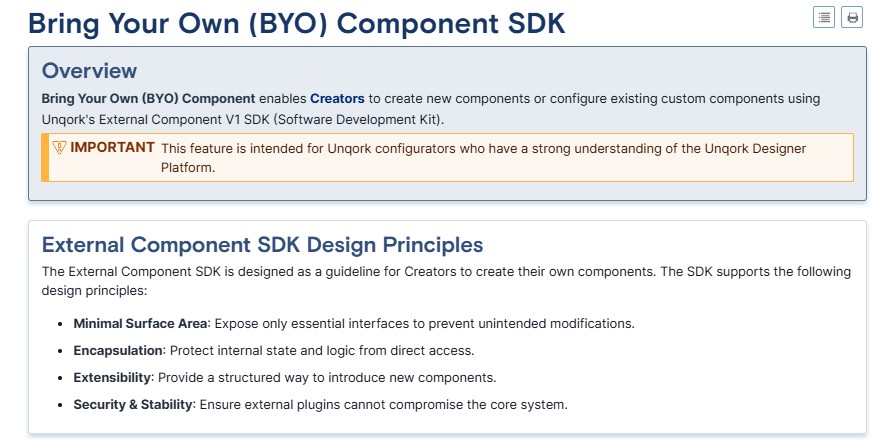 Bring Your Own (BYO) Component SDK
Overview
Bring Your Own (BYO) Component enables Creators to create new components or configure existing custom components using
Unqork's External Component V1 SDK (Software Development Kit).
IMPORTANT This feature is intended for Unqork configurators who have a strong understanding of the Unqork Designer
Platform.
External Component SDK Design Principles
The External Component SDK is designed as a guideline for Creators to create their own components. The SDK supports the following
design principles:
• Minimal Surface Area: Expose only essential interfaces to prevent unintended modifications.
• Encapsulation: Protect internal state and logic from direct access.
• Extensibility: Provide a structured way to introduce new components.
• Security & Stability: Ensure external plugins cannot compromise the core system.